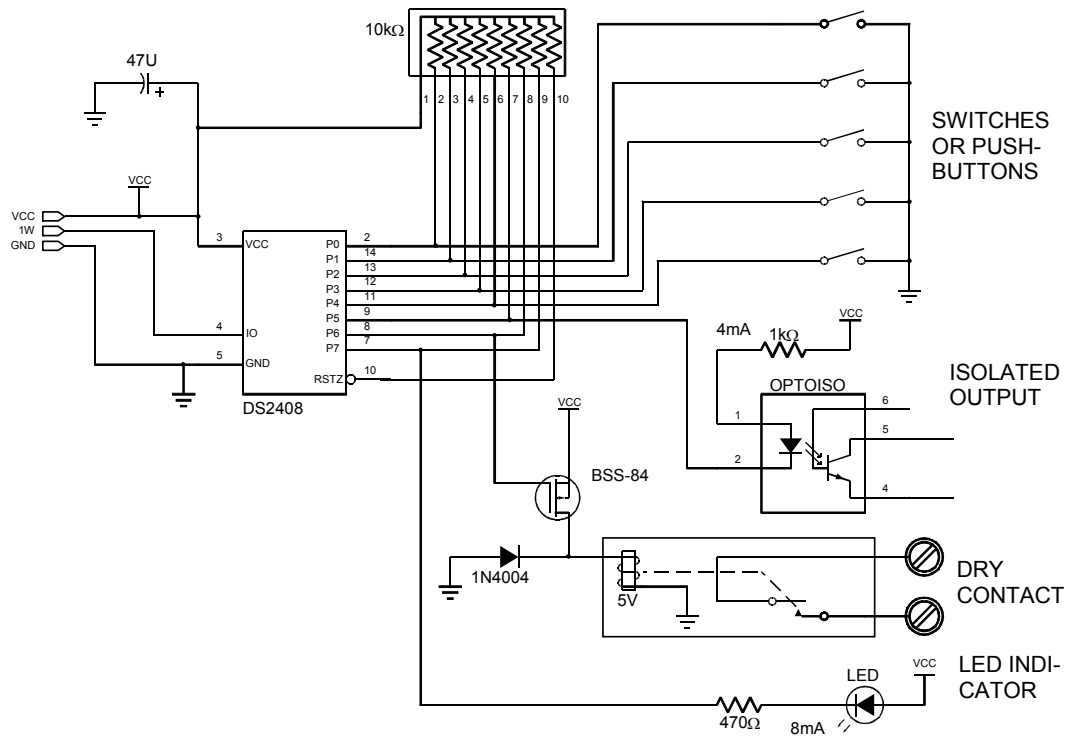 10kΩ
47U
+
1 2 3 4 5 6 7 8 9 10
SWITCHES
OR PUSH-
BUTTONS
VCC
VCC
1W
GND
3
VCC
4
IO
5
GND
P0
2
P1
14
P2
13
P3
12
P4
11
P5
9
P6
8
P7
7
RSTZ
10
DS2408
VCC
4mA
1kΩ
OPTOISO
ISOLATED
OUTPUT
1
2
6
5
4
VCC
BSS-84
1N4004
5V
DRY
CONTACT
LED
VCC
LED INDI-
CATOR
470Ω
8mA